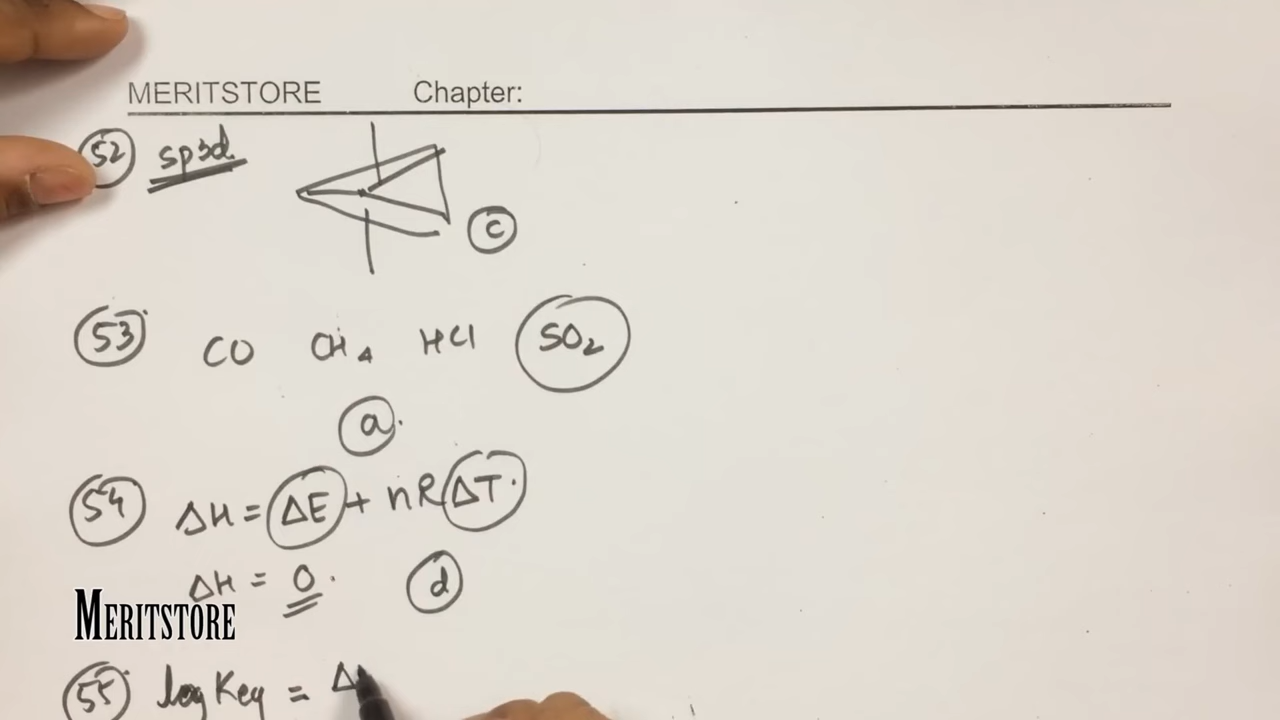 MERITSTORE Chapter:
52 sp3d
c
53 CO CH4 HCl SO2
a.
54 ΔH = ΔE + nRΔT.
ΔH = 0. d
MERITSTORE
55 log Keq = Δ